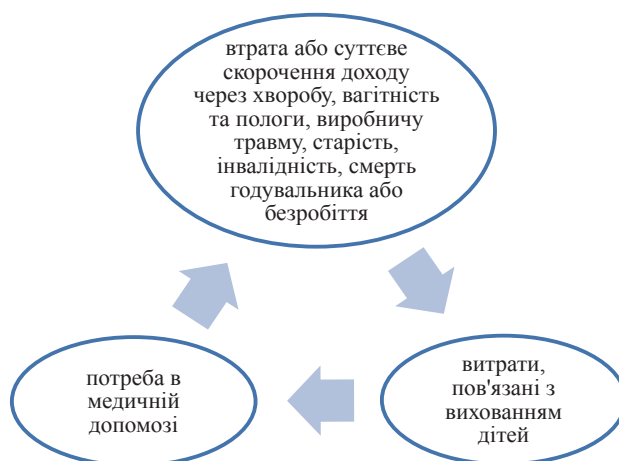 втрата або суттєве
скорочення доходу
через хворобу, вагітність
та пологи, виробничу
травму, старість,
інвалідність, смерть
годувальника або
безробіття
потреба в
медичній
допомозі
витрати,
пов'язані з
вихованням
дітей